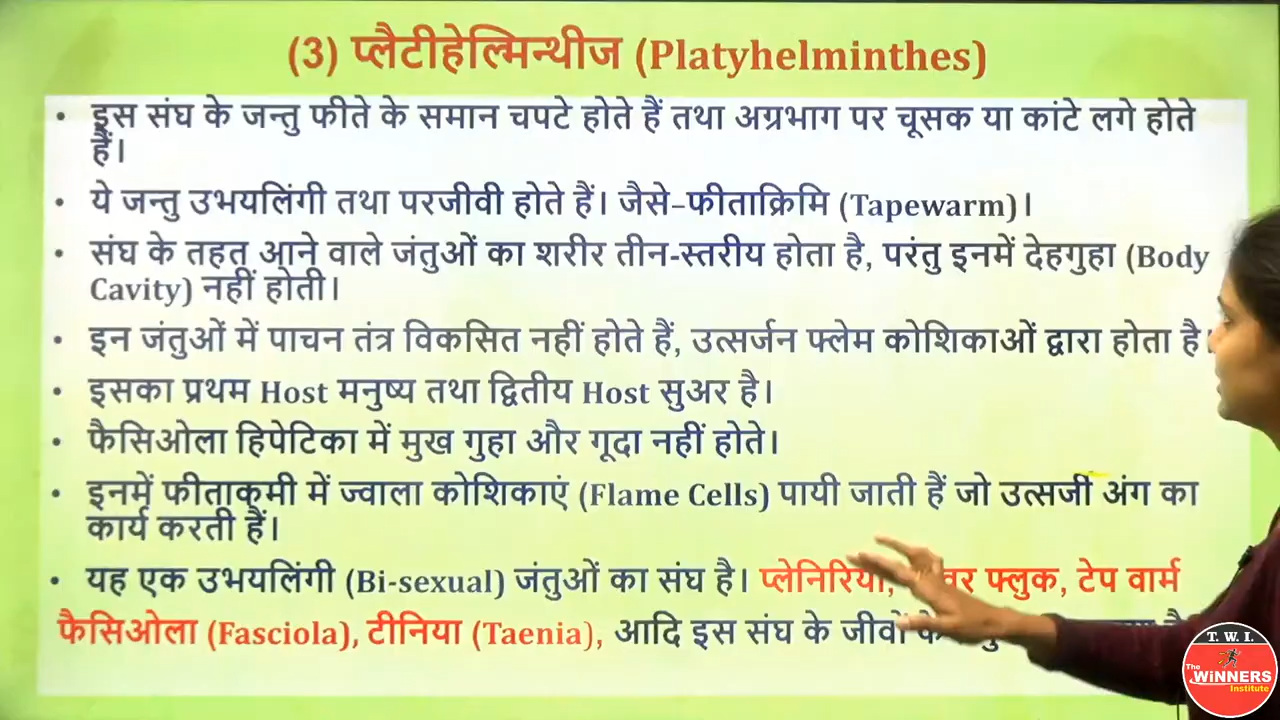 (3) प्लैटीहेल्मिन्थीज (Platyhelminthes)
• इस संघ के जन्तु फीते के समान चपटे होते हैं तथा अग्रभाग पर चूसक या कांटे लगे होते
हैं।
• ये जन्तु उभयलिंगी तथा परजीवी होते हैं। जैसे–फीताक्रिमि (Tapewarm)।
• संघ के तहत आने वाले जंतुओं का शरीर तीन-स्तरीय होता है, परंतु इनमें देहगुहा (Body
Cavity) नहीं होती।
• इन जंतुओं में पाचन तंत्र विकसित नहीं होते हैं, उत्सर्जन फ्लेम कोशिकाओं द्वारा होता है
• इसका प्रथम Host मनुष्य तथा द्वितीय Host सुअर है।
• फैसिओला हिपेटिका में मुख गुहा और गूदा नहीं होते।
• इनमें फीताकृमी में ज्वाला कोशिकाएं (Flame Cells) पायी जाती हैं जो उत्सर्जी अंग का
कार्य करती हैं।
• यह एक उभयलिंगी (Bi-sexual) जंतुओं का संघ है। प्लेनिरिया, फ्लुक, टेप वार्म
फैसिओला (Fasciola), टीनिया (Taenia), आदि इस संघ के जीवों
T. W. I.
The
WiNNERS
Institute